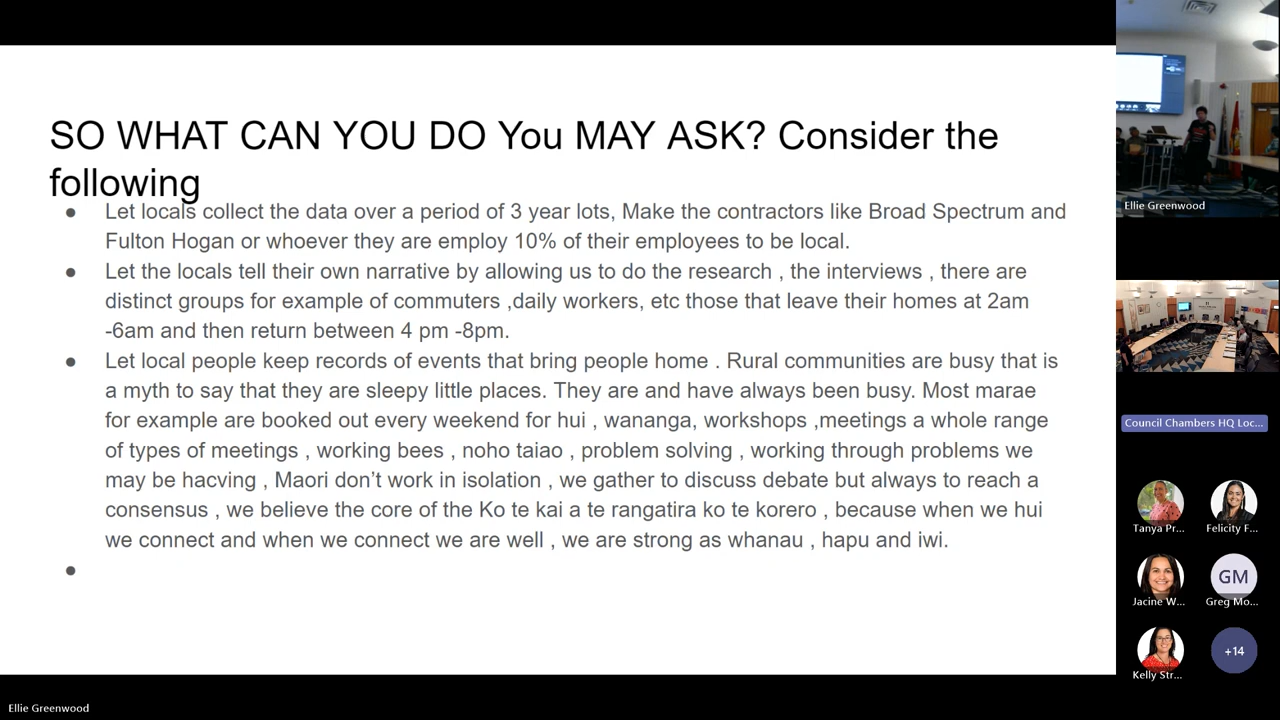 SO WHAT CAN YOU DO You MAY ASK? Consider the
following
● Let locals collect the data over a period of 3 year lots, Make the contractors like Broad Spectrum and
Fulton Hogan or whoever they are employ 10% of their employees to be local.
● Let the locals tell their own narrative by allowing us to do the research , the interviews , there are
distinct groups for example of commuters ,daily workers, etc those that leave their homes at 2am
-6am and then return between 4 pm -8pm.
● Let local people keep records of events that bring people home . Rural communities are busy that is
a myth to say that they are sleepy little places. They are and have always been busy. Most marae
for example are booked out every weekend for hui , wananga, workshops ,meetings a whole range
of types of meetings , working bees , noho taiao , problem solving , working through problems we
may be hacving , Maori don’t work in isolation , we gather to discuss debate but always to reach a
consensus , we believe the core of the Ko te kai a te rangatira ko te korero , because when we hui
we connect and when we connect we are well , we are strong as whanau , hapu and iwi.
●
Ellie Greenwood
Council Chambers HQ Loc...
Tanya Pr...
Felicity F...
Jacine W...
GM
Greg Mo...
Kelly Str...
+14
Ellie Greenwood